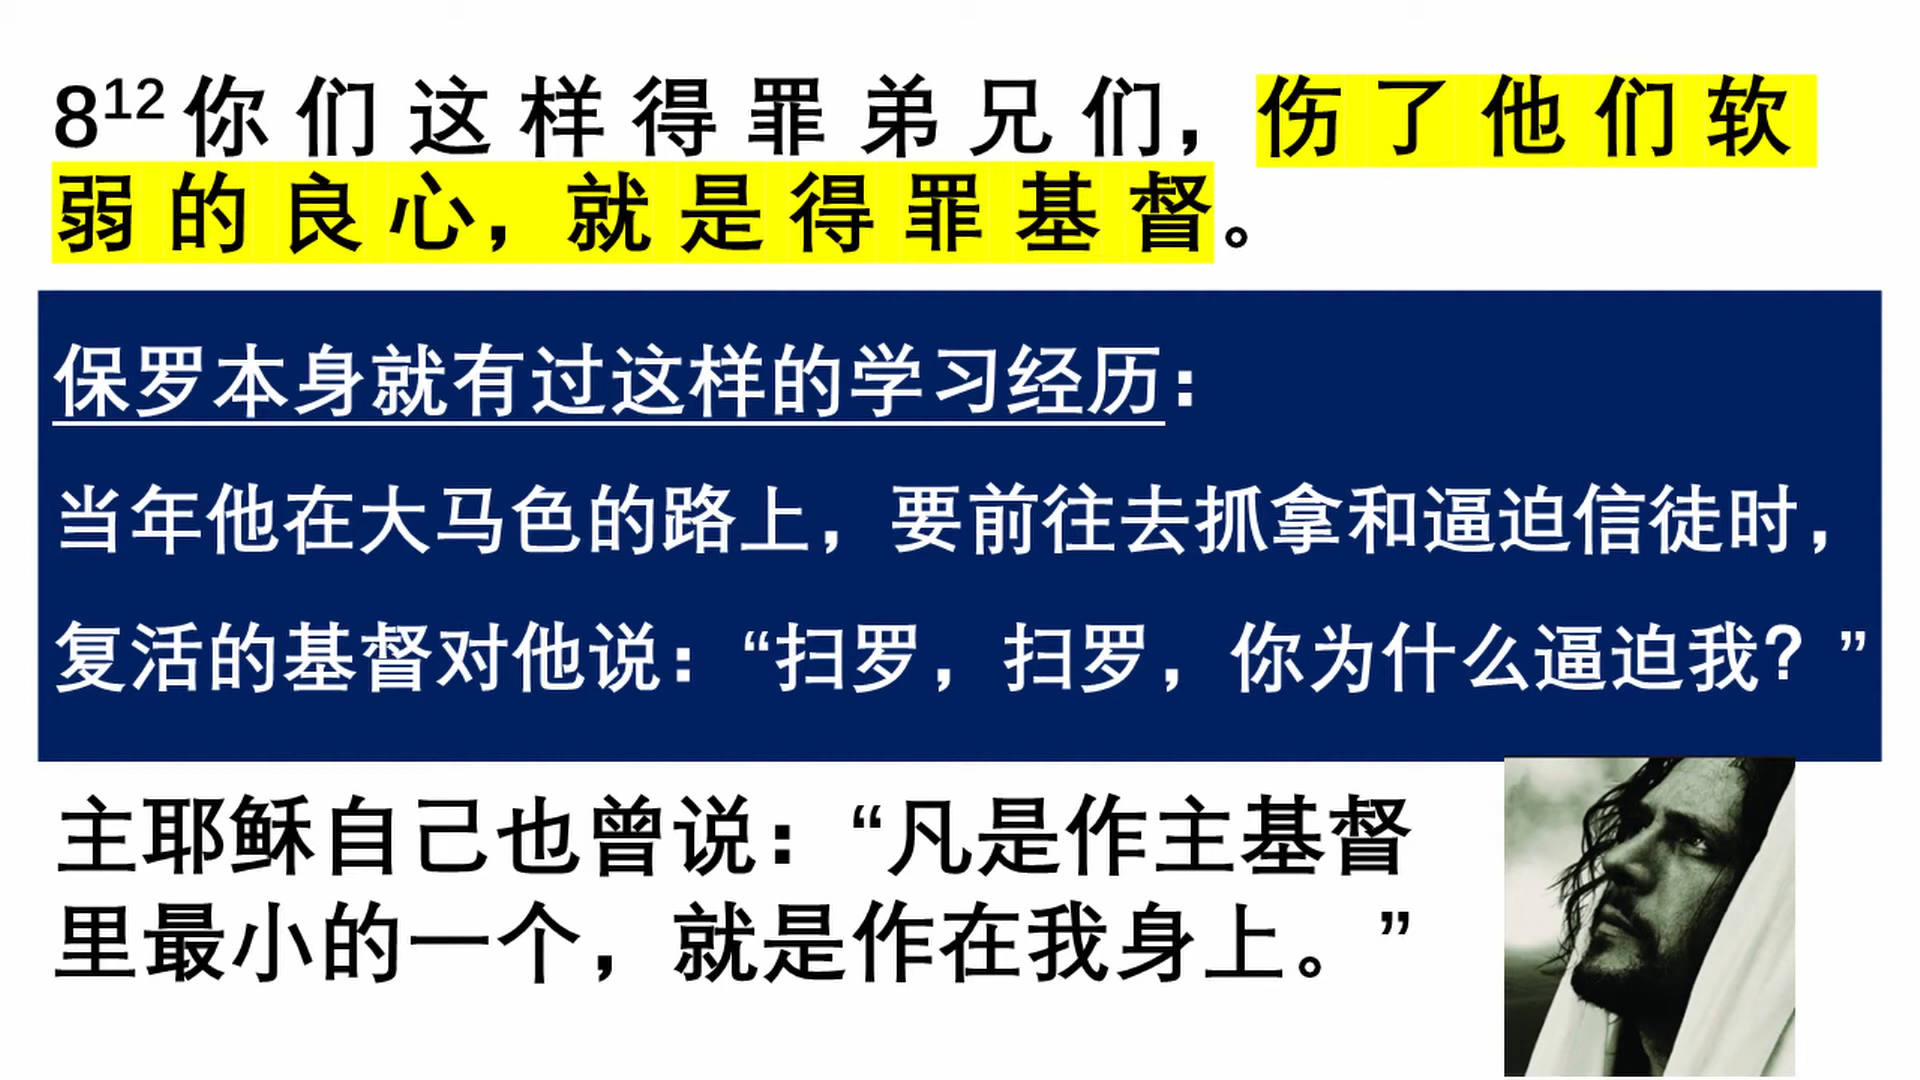 8¹² 你们这样得罪弟兄们，伤了他们软
弱的良心，就是得罪基督。
保罗本身就有过这样的学习经历：
当年他在大马色的路上，要前往去抓拿和逼迫信徒时，
复活的基督对他说：“扫罗，扫罗，你为什么逼迫我？”
主耶稣自己也曾说：“凡是作主基督
里最小的一个，就是作在我身上。”